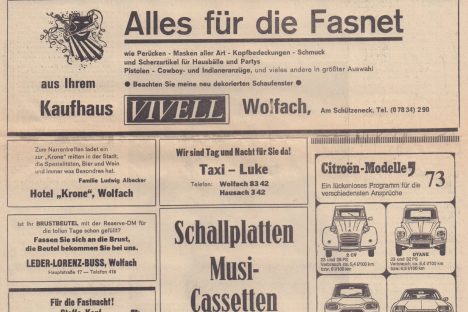 Alles für die Fasnet
wie Perücken - Masken aller Art - Kopfbedeckungen - Schmuck
und Scherzartikel für Hausbälle und Partys
Pistolen - Cowboy- und Indianeranzüge, und vieles andere in größter Auswahl
● Beachten Sie meine neu dekorierten Schaufenster ●
aus Ihrem
Kaufhaus VIVELL Wolfach, Am Schützeneck, Tel. (0 78 34) 2 90
Zum Narrentreffen ladet ein
zur „Krone“ mitten in der Stadt,
die Spezialitäten, Bier und Wein
und immer was Besondres hat.
Familie Ludwig Albecker
Hotel „Krone“, Wolfach
Ist Ihr BRUSTBEUTEL mit der Reserve-DM für
die tollen Tage schon gefüllt?
Fassen Sie sich an die Brust,
die Beutel bekommen Sie bei uns.
LEDER-LORENZ-BUSS, Wolfach
Hauptstraße 17 — Telefon 416
Für die Fastnacht!
Wir sind Tag und Nacht für Sie da!
Taxi - Luke
Telefon: Wolfach 83 42
Hausach 3 42
Schallplatten
Musi-
Cassetten
Citroën-Modelle 73
Ein lückenloses Programm für die
verschiedensten Ansprüche
2 CV
DYANE